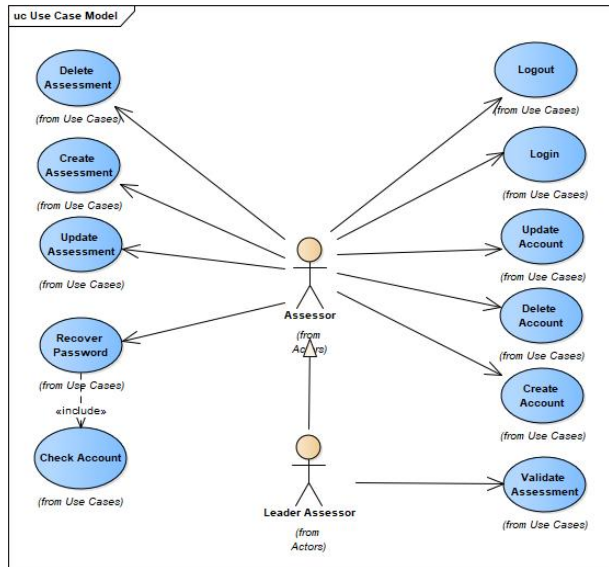 uc Use Case Model
Delete
Assessment
(from Use Cases)
Create
Assessment
(from Use Cases)
Update
Assessment
(from Use Cases)
Recover
Password
(from Use Cases)
«include»
Check Account
(from Use Cases)
Assessor
(from
Actors)
Leader Assessor
(from
Actors)
Logout
(from Use Cases)
Login
(from Use Cases)
Update
Account
(from Use Cases)
Delete
Account
(from Use Cases)
Create
Account
(from Use Cases)
Validate
Assessment
(from Use Cases)